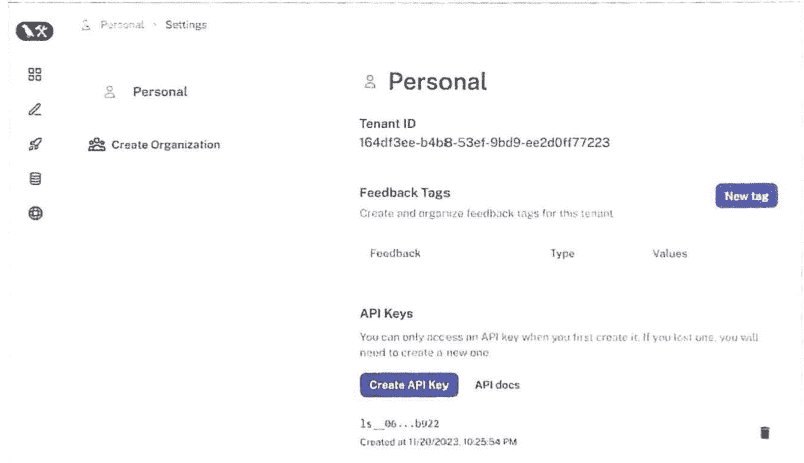 Personal > Settings
Personal
Create Organization
Personal
Tenant ID
164df3ee-b4b8-53ef-9bd9-ee2d0ff77223
Feedback Tags
New tag
Create and organize feedback tags for this tenant
Feedback Type Values
API Keys
You can only access an API key when you first create it. If you lost one, you will
need to create a new one.
Create API Key API docs
ls__06...b922
Created at 11/20/2023, 10:25:54 PM